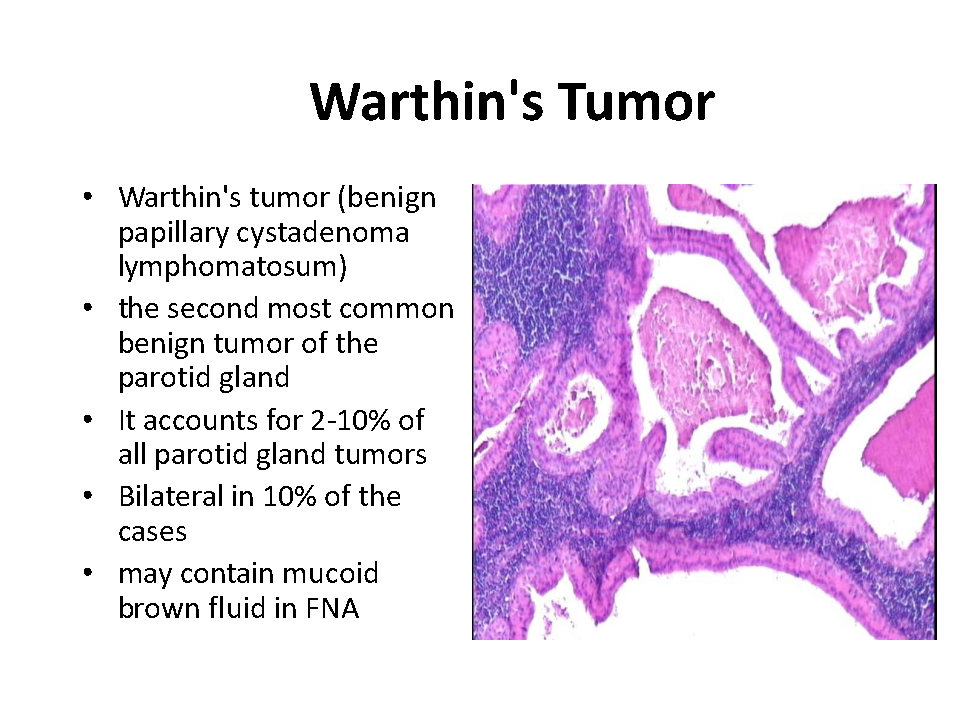 Warthin's Tumor
• Warthin's tumor (benign
papillary cystadenoma
lymphomatosum)
• the second most common
benign tumor of the
parotid gland
• It accounts for 2-10% of
all parotid gland tumors
• Bilateral in 10% of the
cases
• may contain mucoid
brown fluid in FNA